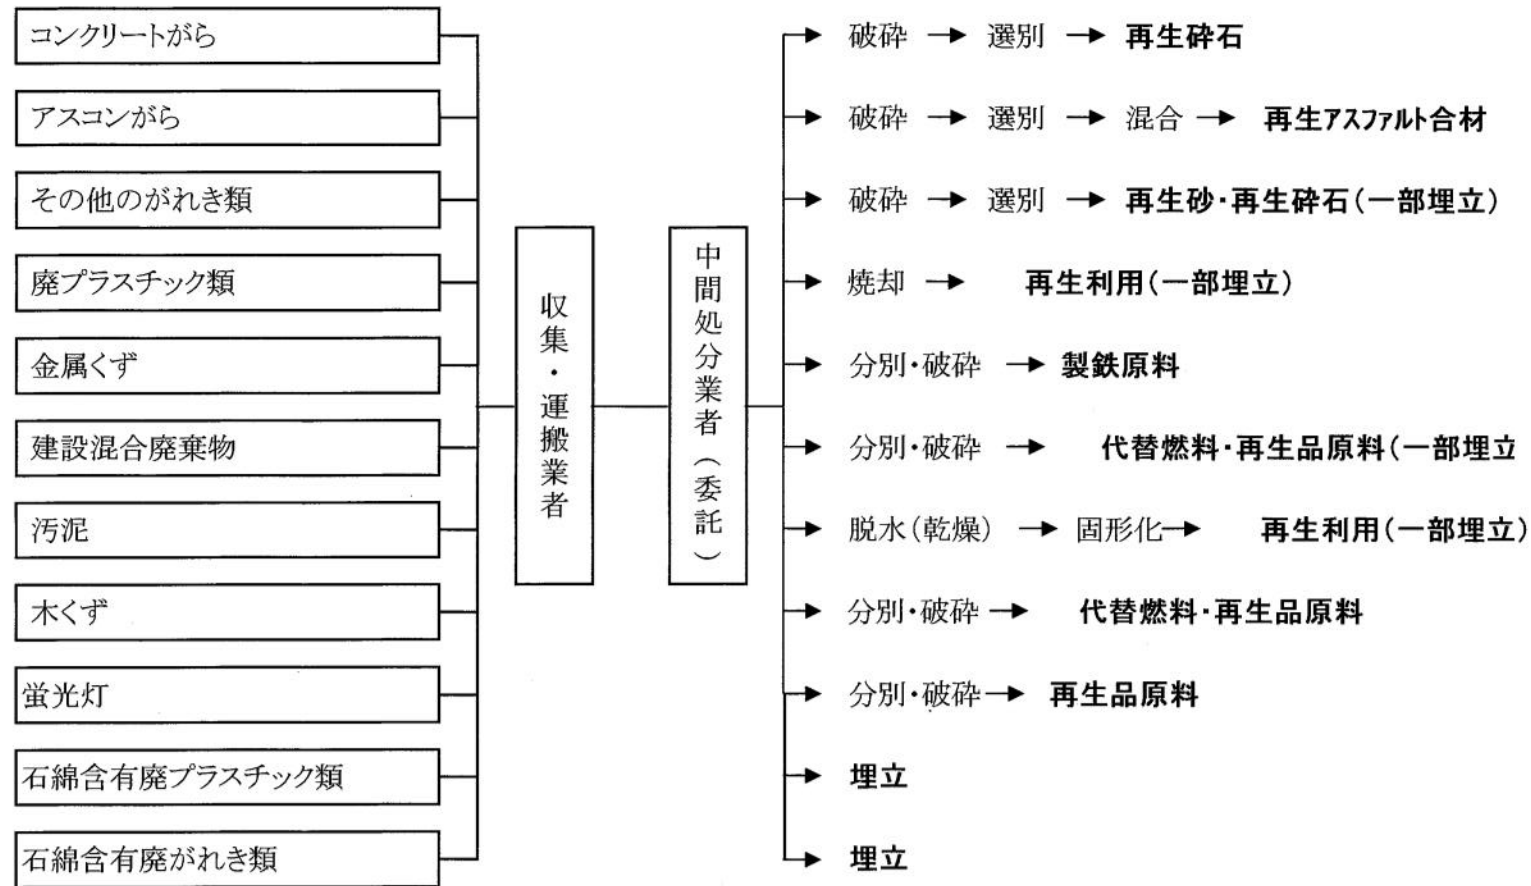 コンクリートがら
アスコンがら
その他のがれき類
廃プラスチック類
金属くず
建設混合廃棄物
汚泥
木くず
蛍光灯
石綿含有廃プラスチック類
石綿含有廃がれき類
収集・運搬業者
中間処分業者(委託)
破砕 → 選別 → 再生砕石
破砕 → 選別 → 混合 → 再生アスファルト合材
破砕 → 選別 → 再生砂・再生砕石(一部埋立)
焼却 → 再生利用(一部埋立)
分別・破砕 → 製鉄原料
分別・破砕 → 代替燃料・再生品原料(一部埋立
脱水(乾燥) → 固形化→ 再生利用(一部埋立)
分別・破砕 → 代替燃料・再生品原料
分別・破砕→ 再生品原料
埋立
埋立